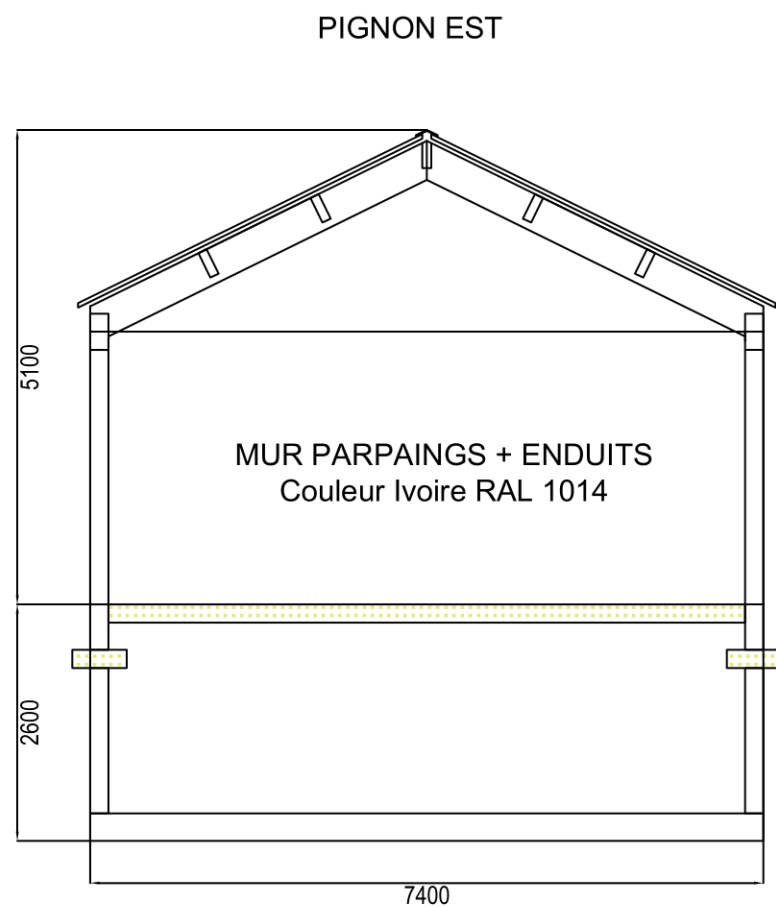 PIGNON EST
5100
MUR PARPAINGS + ENDUITS
Couleur Ivoire RAL 1014
2600
7400